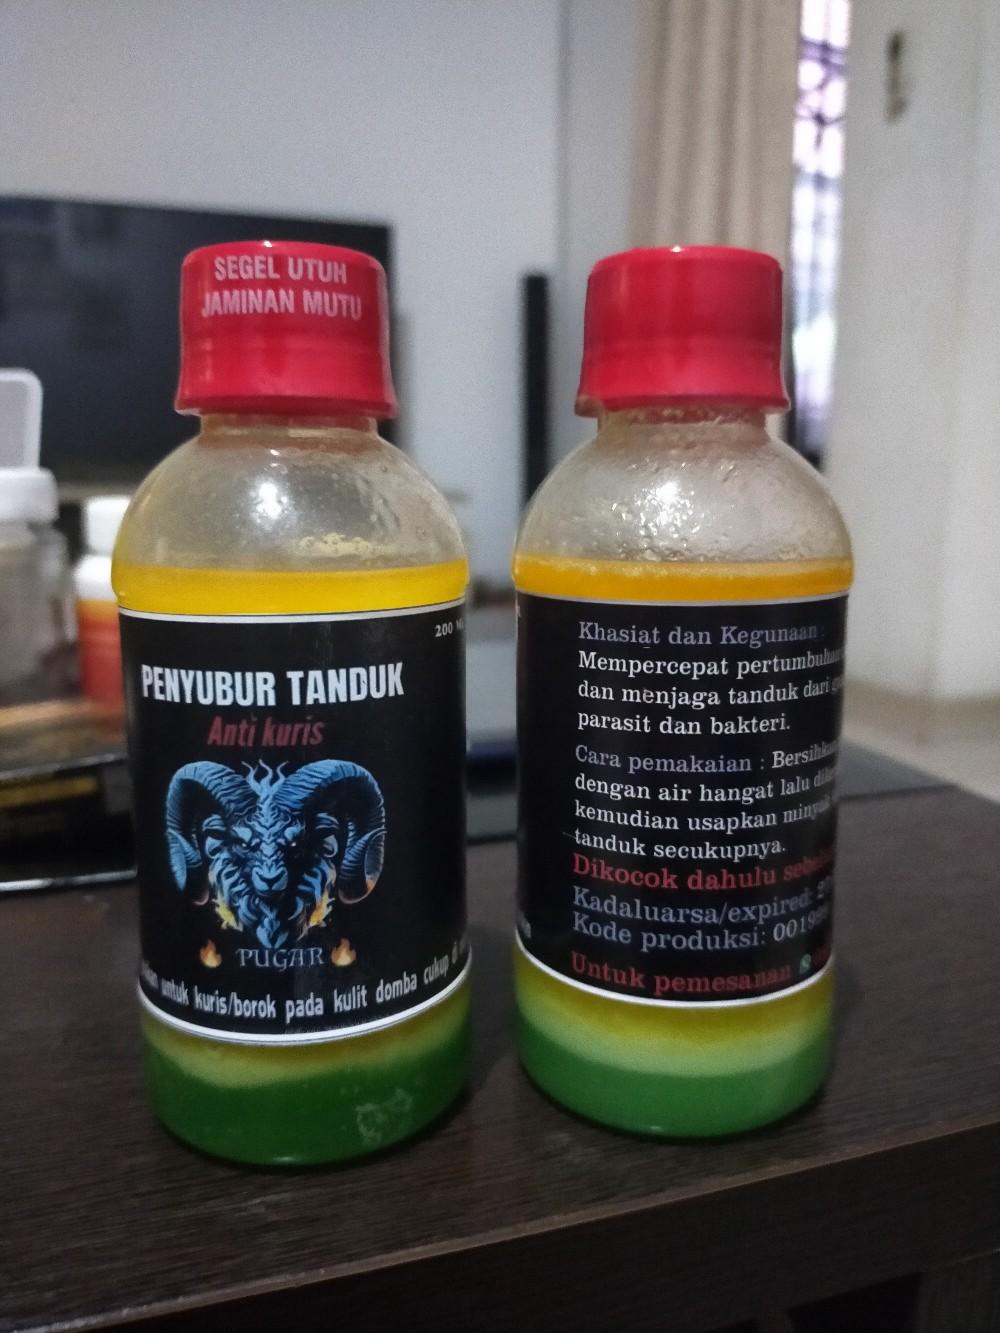 SEGEL UTUH
JAMINAN MUTU
200
PENYUBUR TANDUK
Anti kuris
PUGAR
untuk kuris/borok pada kulit domba cukup di
Khasiat dan Kegunaan :
Mempercepat pertumbuhan
dan menjaga tanduk dari
parasit dan bakteri.
Cara pemakaian : Bersihkan
dengan air hangat lalu
kemudian usapkan minyak
tanduk secukupnya.
Dikocok dahulu
Kadaluarsa/expired:
Kode produksi:
Untuk pemesanan